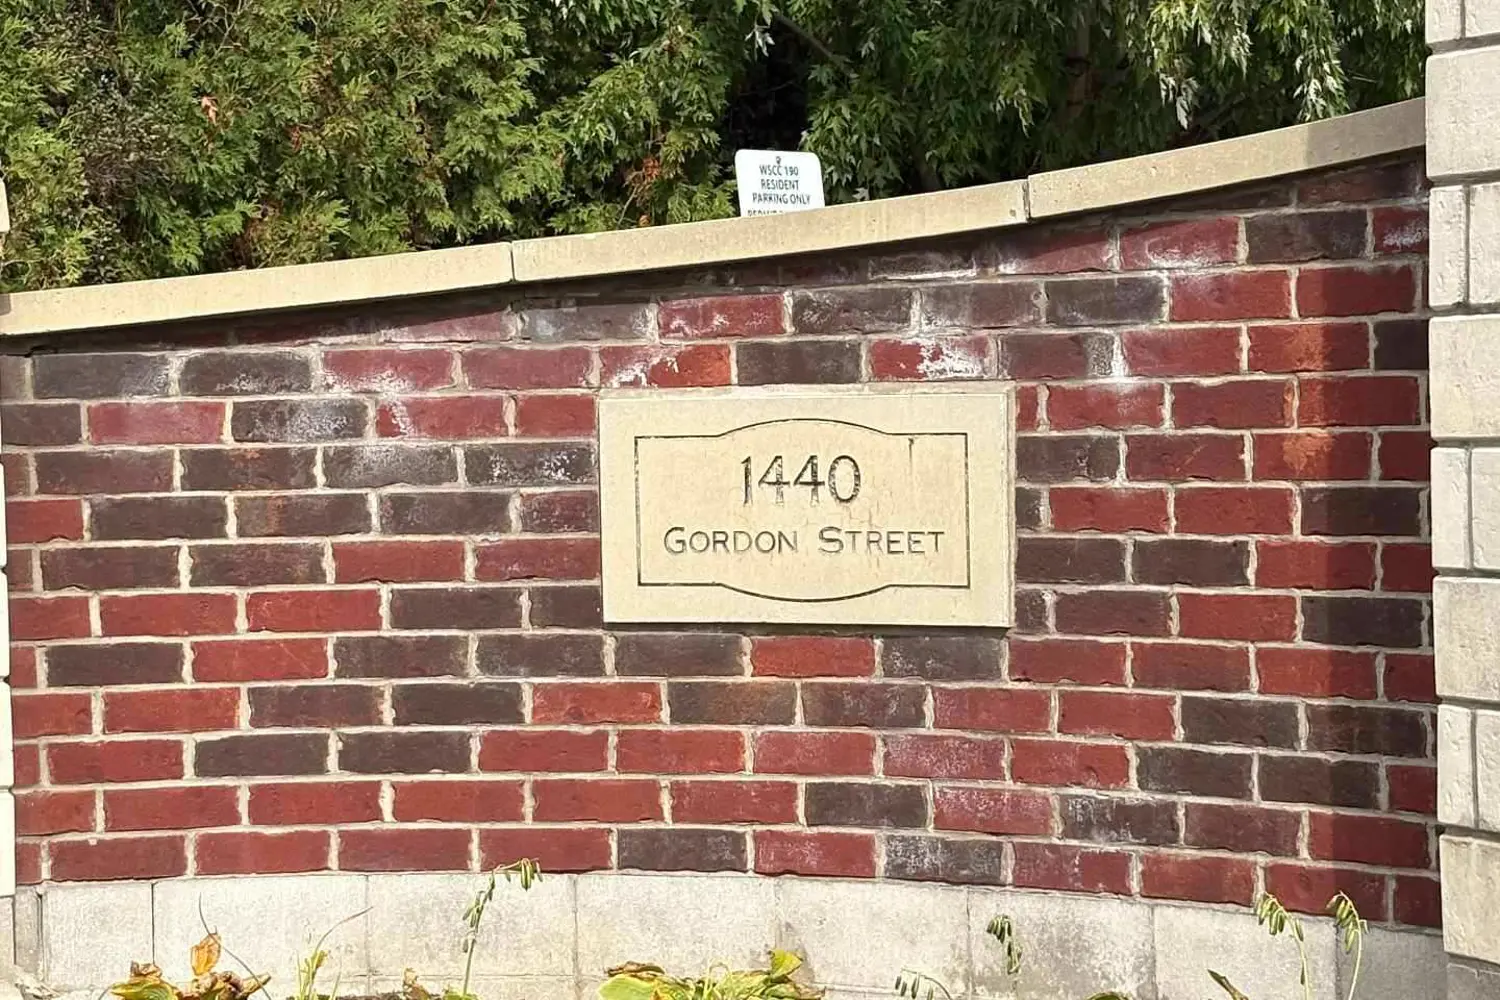 WSCC 190
RESIDENT
PARKING ONLY
1440
GORDON STREET